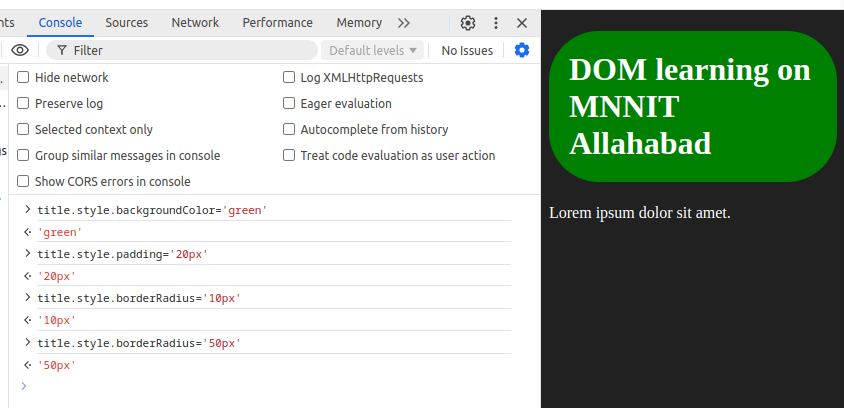 nts Console Sources Network Performance Memory
Filter Default levels ▼ No Issues
Hide network Log XMLHttpRequests
Preserve log Eager evaluation
Selected context only Autocomplete from history
Group similar messages in console Treat code evaluation as user action
Show CORS errors in console
title.style.backgroundColor='green'
'green'
title.style.padding='20px'
'20px'
title.style.borderRadius='10px'
'10px'
title.style.borderRadius='50px'
'50px'
DOM learning on
MNNIT
Allahabad
Lorem ipsum dolor sit amet.